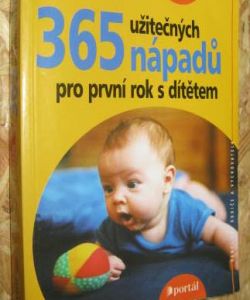 365 užitečných
nápadů
pro první rok s dítětem
portál